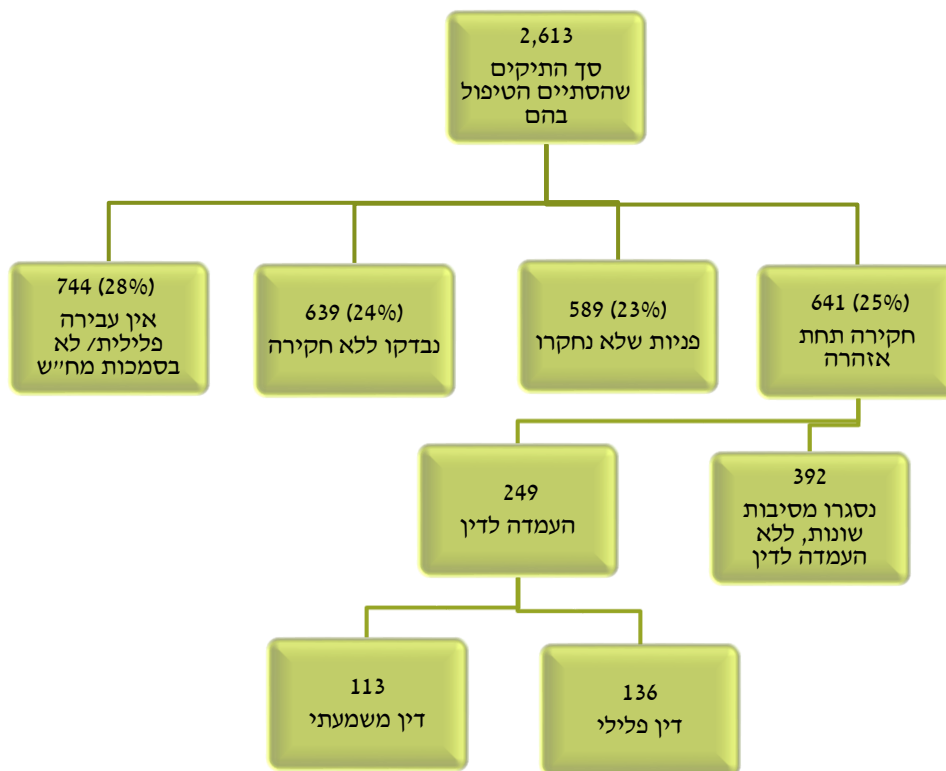 2,613
סך התיקים
שהסתיים הטיפול
בהם
641 (25%)
חקירה תחת
אזהרה
589 (23%)
פניות שלא נחקרו
639 (24%)
נבדקו ללא חקירה
744 (28%)
אין עבירה
פלילית/ לא
בסמכות מח״ש
392
נסגרו מסיבות
שונות, ללא
העמדה לדין
249
העמדה לדין
136
דין פלילי
113
דין משמעתי